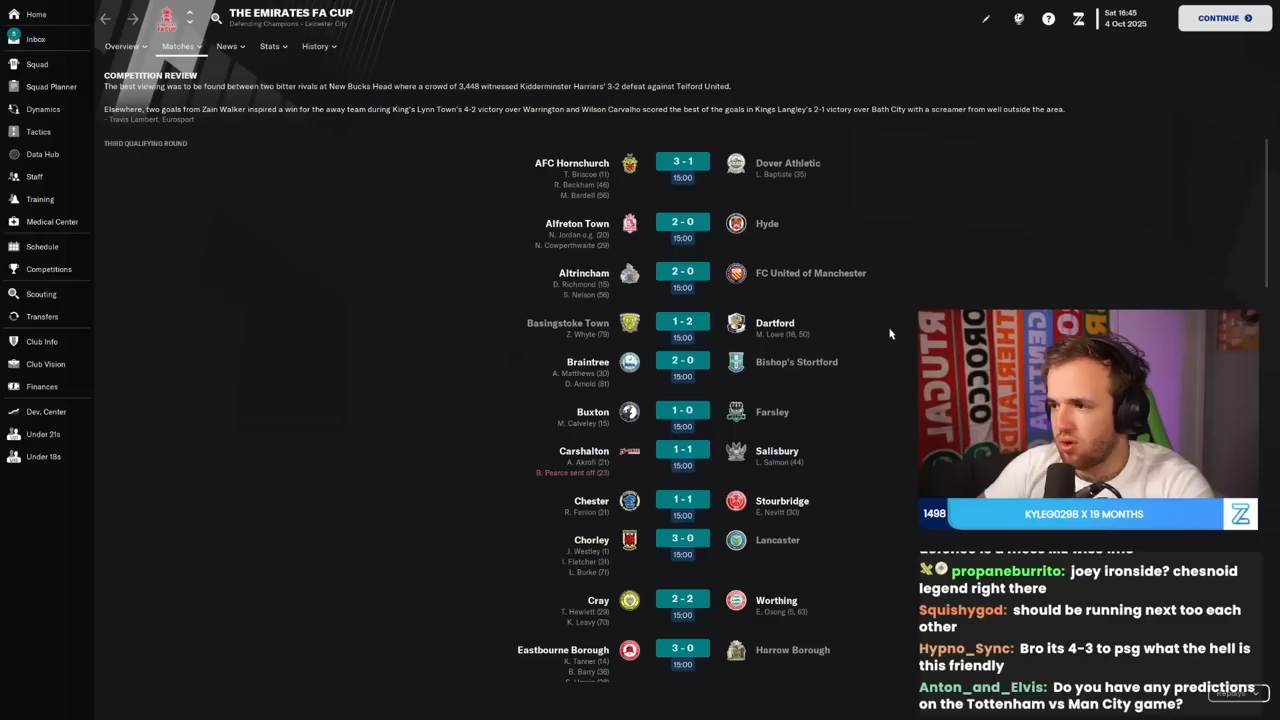 Home
5
Inbox
Squad
Squad Planner
Dynamics
Tactics
Data Hub
Staff
Training
Medical Center
Schedule
Competitions
Scouting
Transfers
Club Info
Club Vision
Finances
Dev. Center
Under 21s
Under 18s
THE EMIRATES FA CUP
Defending Champions - Leicester City
Sat 16:45
4 Oct 2025
CONTINUE
Overview
Matches
News
Stats
History
COMPETITION REVIEW
The best viewing was to be found between two bitter rivals at New Bucks Head where a crowd of 3,448 witnessed Kidderminster Harriers' 3-2 defeat against Telford United.
Elsewhere, two goals from Zain Walker inspired a win for the away team during King's Lynn Town's 4-2 victory over Warrington and Wilson Carvalho scored the best of the goals in Kings Langley's 2-1 victory over Bath City with a screamer from well outside the area.
- Travis Lambert, Eurosport
THIRD QUALIFYING ROUND
AFC Hornchurch 3 - 1 Dover Athletic
T. Briscoe (11) 15:00 L. Baptiste (35)
R. Beckham (46)
M. Bardell (56)
Alfreton Town 2 - 0 Hyde
N. Jordan o.g. (20) 15:00
N. Cowperthwaite (29)
Altrincham 2 - 0 FC United of Manchester
D. Richmond (15) 15:00
S. Nelson (56)
Basingstoke Town 1 - 2 Dartford
Z. Whyte (79) 15:00 M. Lowe (16, 50)
Braintree 2 - 0 Bishop's Stortford
A. Matthews (30) 15:00
D. Arnold (81)
Buxton 1 - 0 Farsley
M. Calveley (15) 15:00
Carshalton 1 - 1 Salisbury
A. Akrofi (21) 15:00 L. Salmon (44)
B. Pearce sent off (23)
Chester 1 - 1 Stourbridge
R. Fenion (21) 15:00 E. Nevitt (30)
Chorley 3 - 0 Lancaster
J. Westley (1) 15:00
I. Fletcher (31)
L. Burke (71)
Cray 2 - 2 Worthing
T. Hewlett (29) 15:00 E. Osong (5, 63)
K. Leavy (70)
Eastbourne Borough 3 - 0 Harrow Borough
K. Tanner (14) 15:00
B. Barry (36)
PORTUGAL
MOROCCO
1498 KYLEG0298 X 19 MONTHS
propaneburrito: joey ironside? chesnoid
legend right there
Squishygod: should be running next too each
other
Hypno_Sync: Bro its 4-3 to psg what the hell is
this friendly
Anton_and_Elvis: Do you have any predictions
on the Tottenham vs Man City game?
Replays